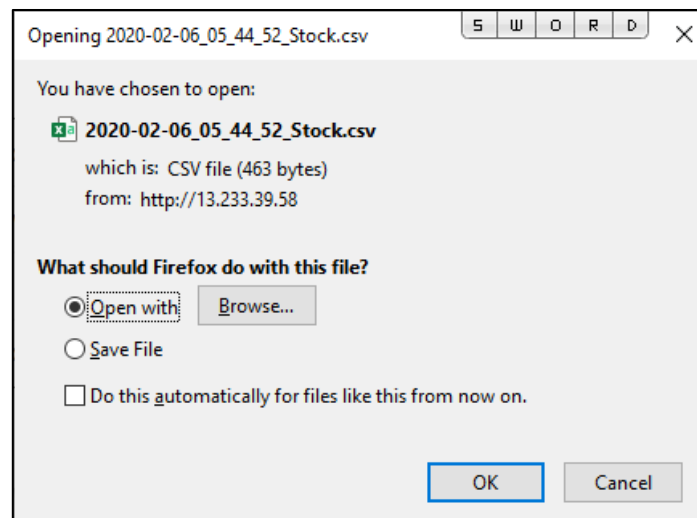 Opening 2020-02-06_05_44_52_Stock.csv
S W O R D
You have chosen to open:
2020-02-06_05_44_52_Stock.csv
which is: CSV file (463 bytes)
from: http://13.233.39.58
What should Firefox do with this file?
Open with Browse...
Save File
Do this automatically for files like this from now on.
OK Cancel